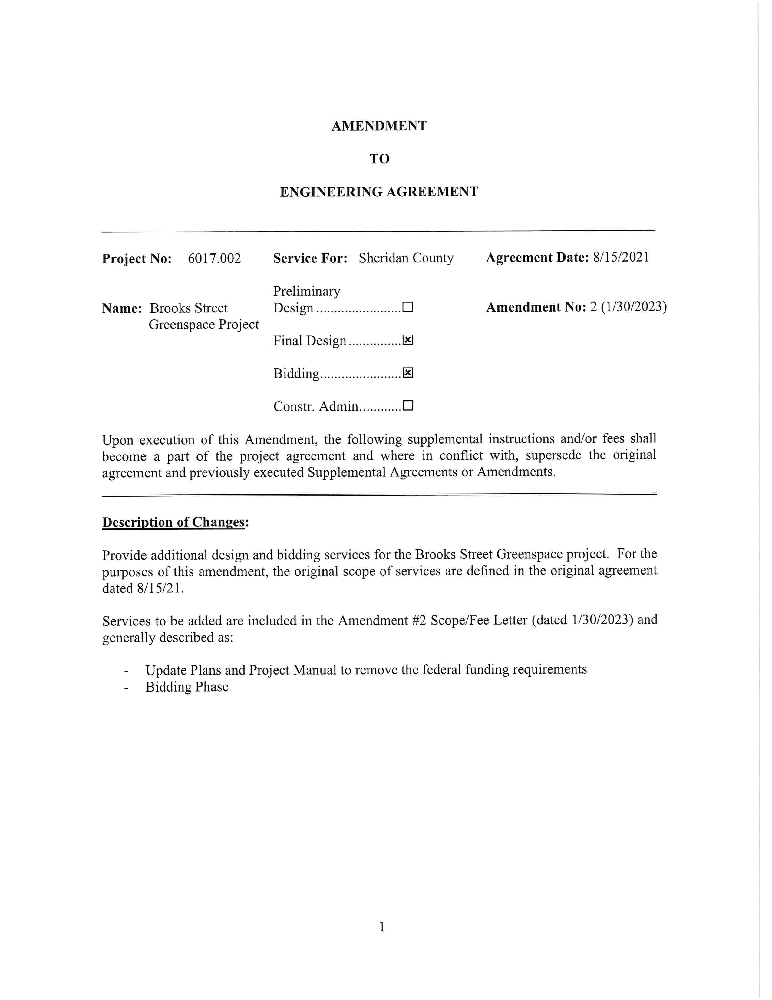 AMENDMENT
TO
ENGINEERING AGREEMENT
Project No: 6017.002 Service For: Sheridan County Agreement Date: 8/15/2021
Preliminary
Name: Brooks Street Design........................☐ Amendment No: 2 (1/30/2023)
Greenspace Project
Final Design...............☒
Bidding.......................☒
Constr. Admin............☐
Upon execution of this Amendment, the following supplemental instructions and/or fees shall
become a part of the project agreement and where in conflict with, supersede the original
agreement and previously executed Supplemental Agreements or Amendments.
Description of Changes:
Provide additional design and bidding services for the Brooks Street Greenspace project. For the
purposes of this amendment, the original scope of services are defined in the original agreement
dated 8/15/21.
Services to be added are included in the Amendment #2 Scope/Fee Letter (dated 1/30/2023) and
generally described as:
- Update Plans and Project Manual to remove the federal funding requirements
- Bidding Phase
1